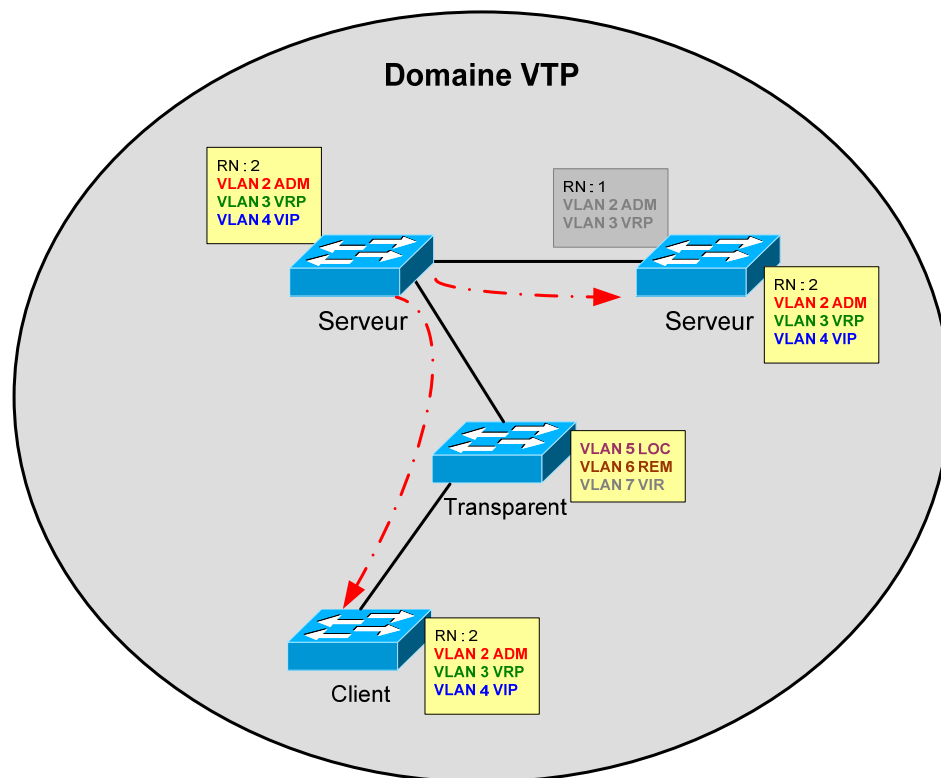 Domaine VTP
RN : 2
VLAN 2 ADM
VLAN 3 VRP
VLAN 4 VIP
RN : 1
VLAN 2 ADM
VLAN 3 VRP
Serveur
Serveur
RN : 2
VLAN 2 ADM
VLAN 3 VRP
VLAN 4 VIP
Transparent
VLAN 5 LOC
VLAN 6 REM
VLAN 7 VIR
Client
RN : 2
VLAN 2 ADM
VLAN 3 VRP
VLAN 4 VIP